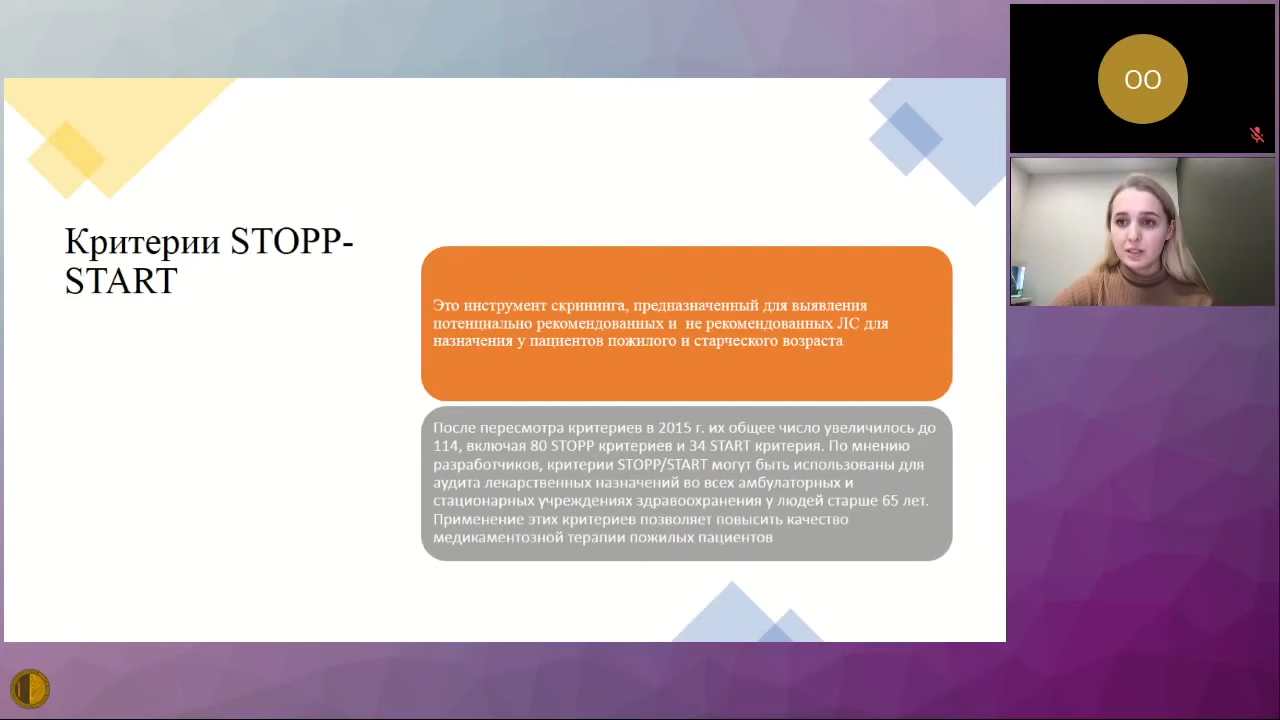 Критерии STOPP-
START
Это инструмент скрининга, предназначенный для выявления
потенциально рекомендованных и не рекомендованных ЛС для
назначения у пациентов пожилого и старческого возраста
После пересмотра критериев в 2015 г. их общее число увеличилось до
114, включая 80 STOPP критериев и 34 START критерия. По мнению
разработчиков, критерии STOPP/START могут быть использованы для
аудита лекарственных назначений во всех амбулаторных и
стационарных учреждениях здравоохранения у людей старше 65 лет.
Применение этих критериев позволяет повысить качество
медикаментозной терапии пожилых пациентов
ОО